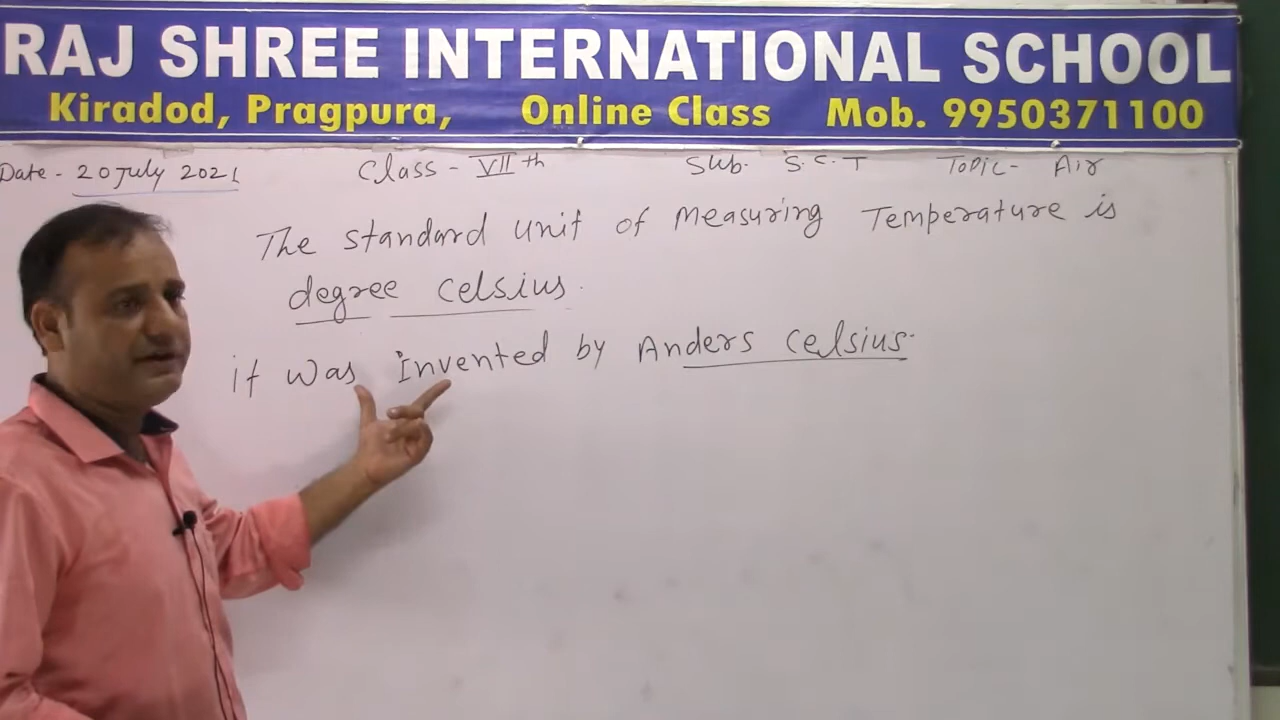 RAJ SHREE INTERNATIONAL SCHOOL
Kiradod, Pragpura, Online Class Mob. 9950371100
Date - 20 July 2021 Class - VII th Sub. S.C.T Topic - Air
The standard unit of measuring Temperature is
degree celsius.
it was invented by Anders Celsius.